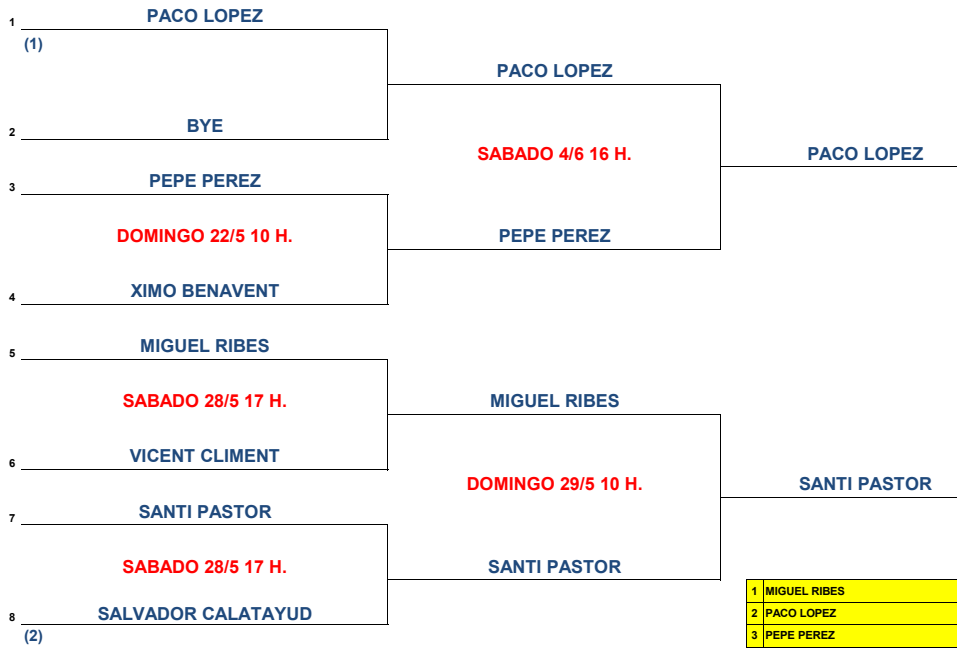 1 PACO LOPEZ
(1)
PACO LOPEZ
2 BYE
SABADO 4/6 16 H.
PACO LOPEZ
3 PEPE PEREZ
DOMINGO 22/5 10 H.
PEPE PEREZ
4 XIMO BENAVENT
5 MIGUEL RIBES
SABADO 28/5 17 H.
MIGUEL RIBES
6 VICENT CLIMENT
DOMINGO 29/5 10 H.
SANTI PASTOR
7 SANTI PASTOR
SABADO 28/5 17 H.
SANTI PASTOR
8 SALVADOR CALATAYUD
(2)
1 MIGUEL RIBES
2 PACO LOPEZ
3 PEPE PEREZ